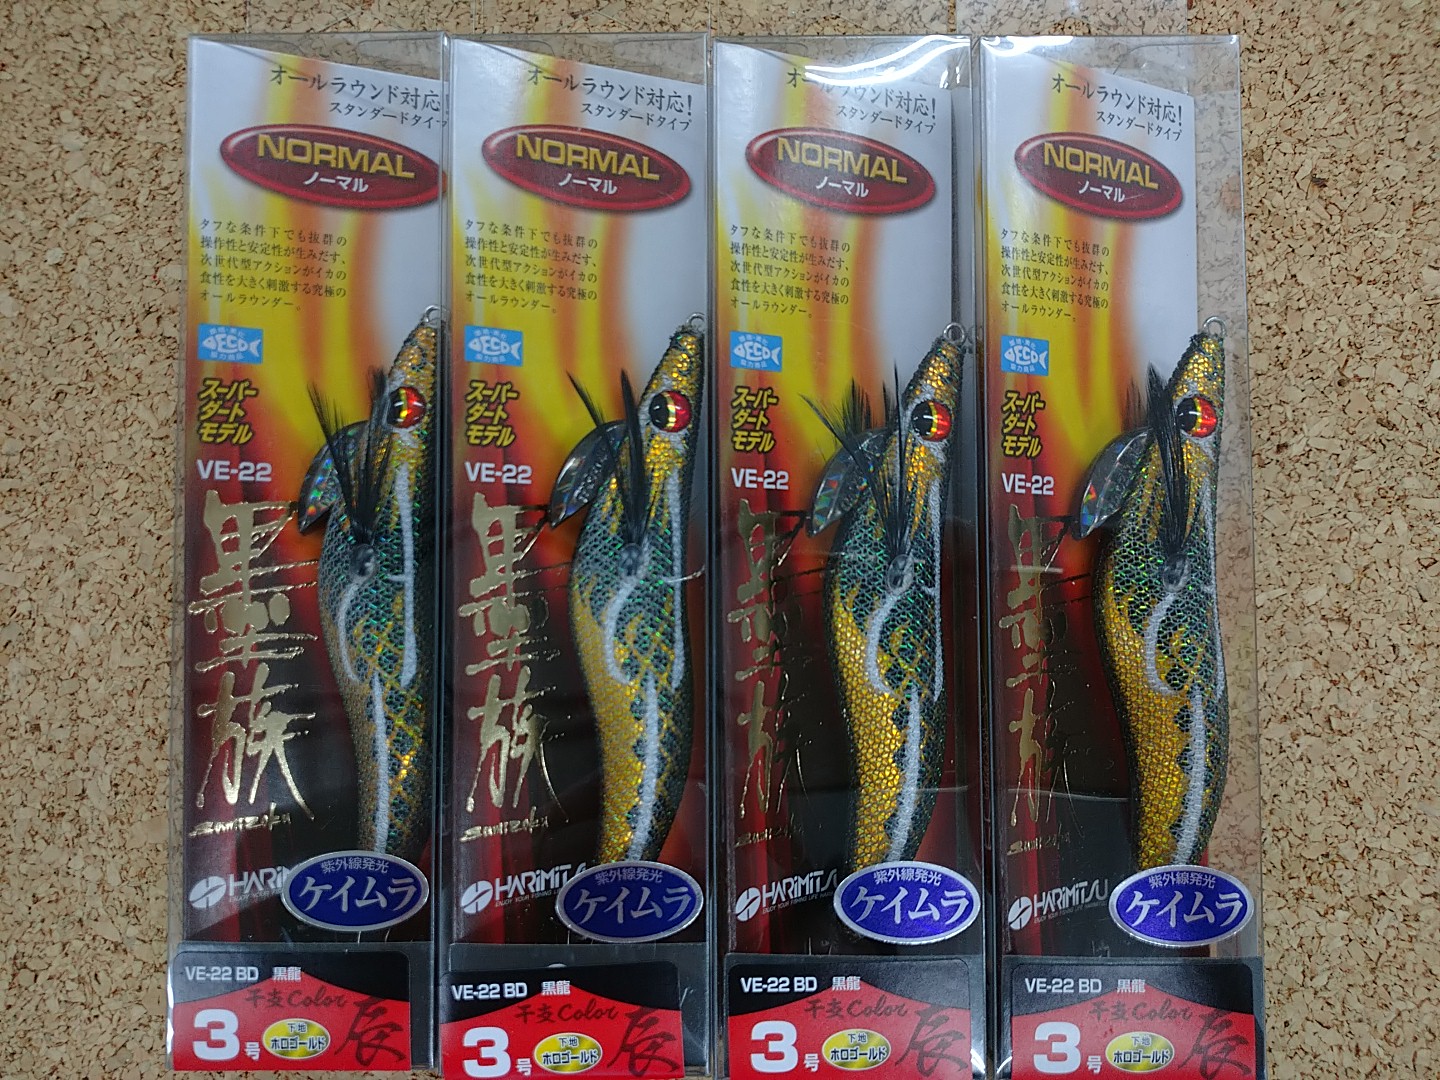 オールラウンド対応!
スタンダードタイプ
NORMAL
ノーマル
タフな条件下でも抜群の
操作性と安定性が生みだす、
次世代型アクションがイカの
食性を大きく刺激する究極の
オールラウンダー。
ECO
協力商品
スーパー
ダート
モデル
VE-22
墨族
sumizoku
HARIMITSU
紫外線発光
ケイムラ
VE-22 BD 黒龍
干支Color
辰
3号
下地
ホロゴールド
オールラウンド対応!
スタンダードタイプ
NORMAL
ノーマル
タフな条件下でも抜群の
操作性と安定性が生みだす、
次世代型アクションがイカの
食性を大きく刺激する究極の
オールラウンダー。
ECO
協力商品
スーパー
ダート
モデル
VE-22
墨族
sumizoku
HARIMITSU
紫外線発光
ケイムラ
VE-22 BD 黒龍
干支Color
辰
3号
下地
ホロゴールド
オールラウンド対応!
スタンダードタイプ
NORMAL
ノーマル
タフな条件下でも抜群の
操作性と安定性が生みだす、
次世代型アクションがイカの
食性を大きく刺激する究極の
オールラウンダー。
ECO
協力商品
スーパー
ダート
モデル
VE-22
墨族
sumizoku
HARIMITSU
紫外線発光
ケイムラ
VE-22 BD 黒龍
干支Color
辰
3号
下地
ホロゴールド
オールラウンド対応!
スタンダードタイプ
NORMAL
ノーマル
タフな条件下でも抜群の
操作性と安定性が生みだす、
次世代型アクションがイカの
食性を大きく刺激する究極の
オールラウンダー。
ECO
協力商品
スーパー
ダート
モデル
VE-22
墨族
sumizoku
HARIMITSU
紫外線発光
ケイムラ
VE-22 BD 黒龍
干支Color
辰
3号
下地
ホロゴールド